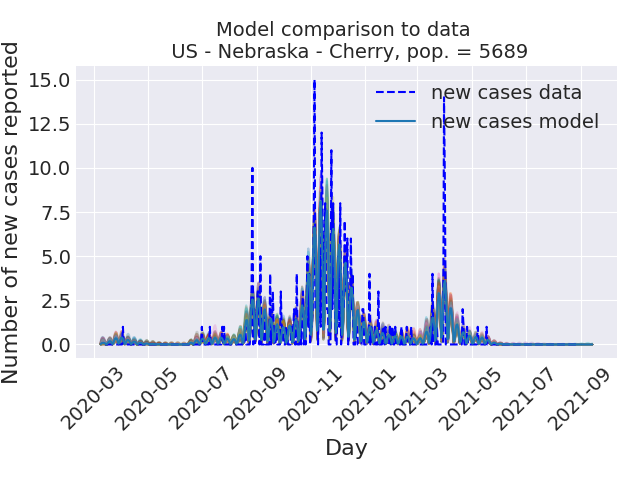 Model comparison to data
US - Nebraska - Cherry, pop. = 5689
Number of new cases reported
15.0
12.5
10.0
7.5
5.0
2.5
0.0
new cases data
new cases model
2020-03
2020-05
2020-07
2020-09
2020-11
2021-01
2021-03
2021-05
2021-07
2021-09
Day